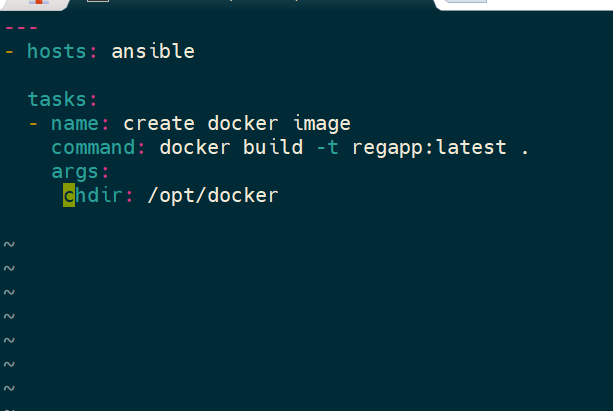 ---
- hosts: ansible
  tasks:
  - name: create docker image
    command: docker build -t regapp:latest .
    args:
     chdir: /opt/docker
~
~
~
~
~
~
~
~